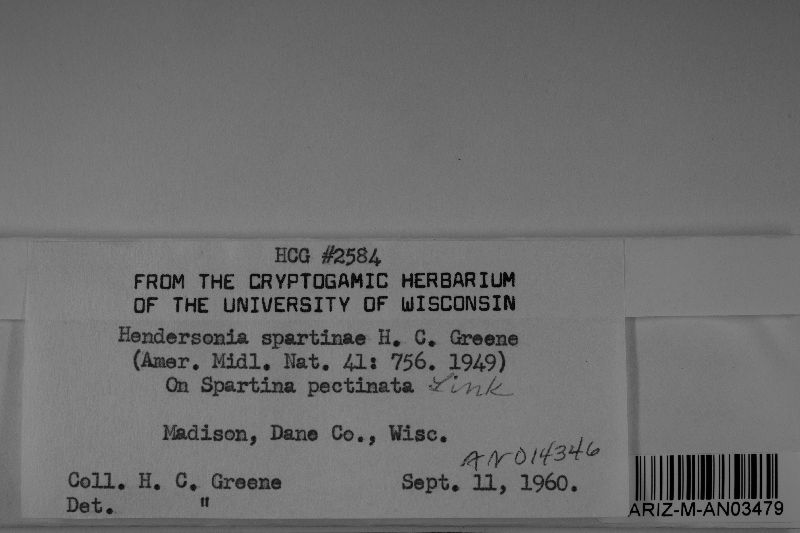 HCG #2584
FROM THE CRYPTOGAMIC HERBARIUM
OF THE UNIVERSITY OF WISCONSIN
Hendersonia spartinae H. C. Greene
(Amer. Midl. Nat. 41: 756. 1949)
On Spartina pectinata Link
Madison, Dane Co., Wisc.
AN014346
Coll. H. C. Greene Sept. 11, 1960.
Det. "
ARIZ-M-AN03479